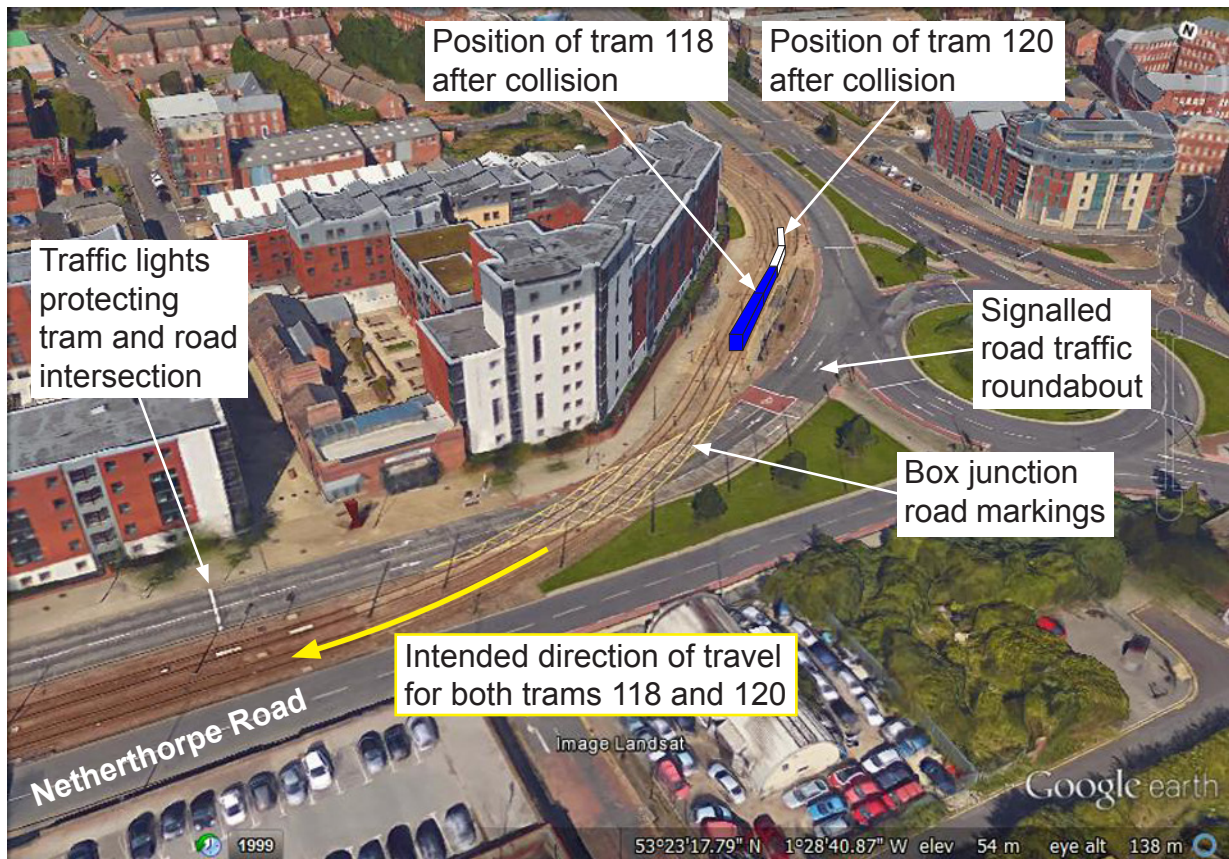 Position of tram 118
after collision
Position of tram 120
after collision
N
Traffic lights
protecting
tram and road
intersection
Signalled
road traffic
roundabout
Box junction
road markings
Intended direction of travel
for both trams 118 and 120
Netherthorpe Road
Image Landsat
Google earth
1999
53°23'17.79" N 1°28'40.87" W elev 54 m eye alt 138 m